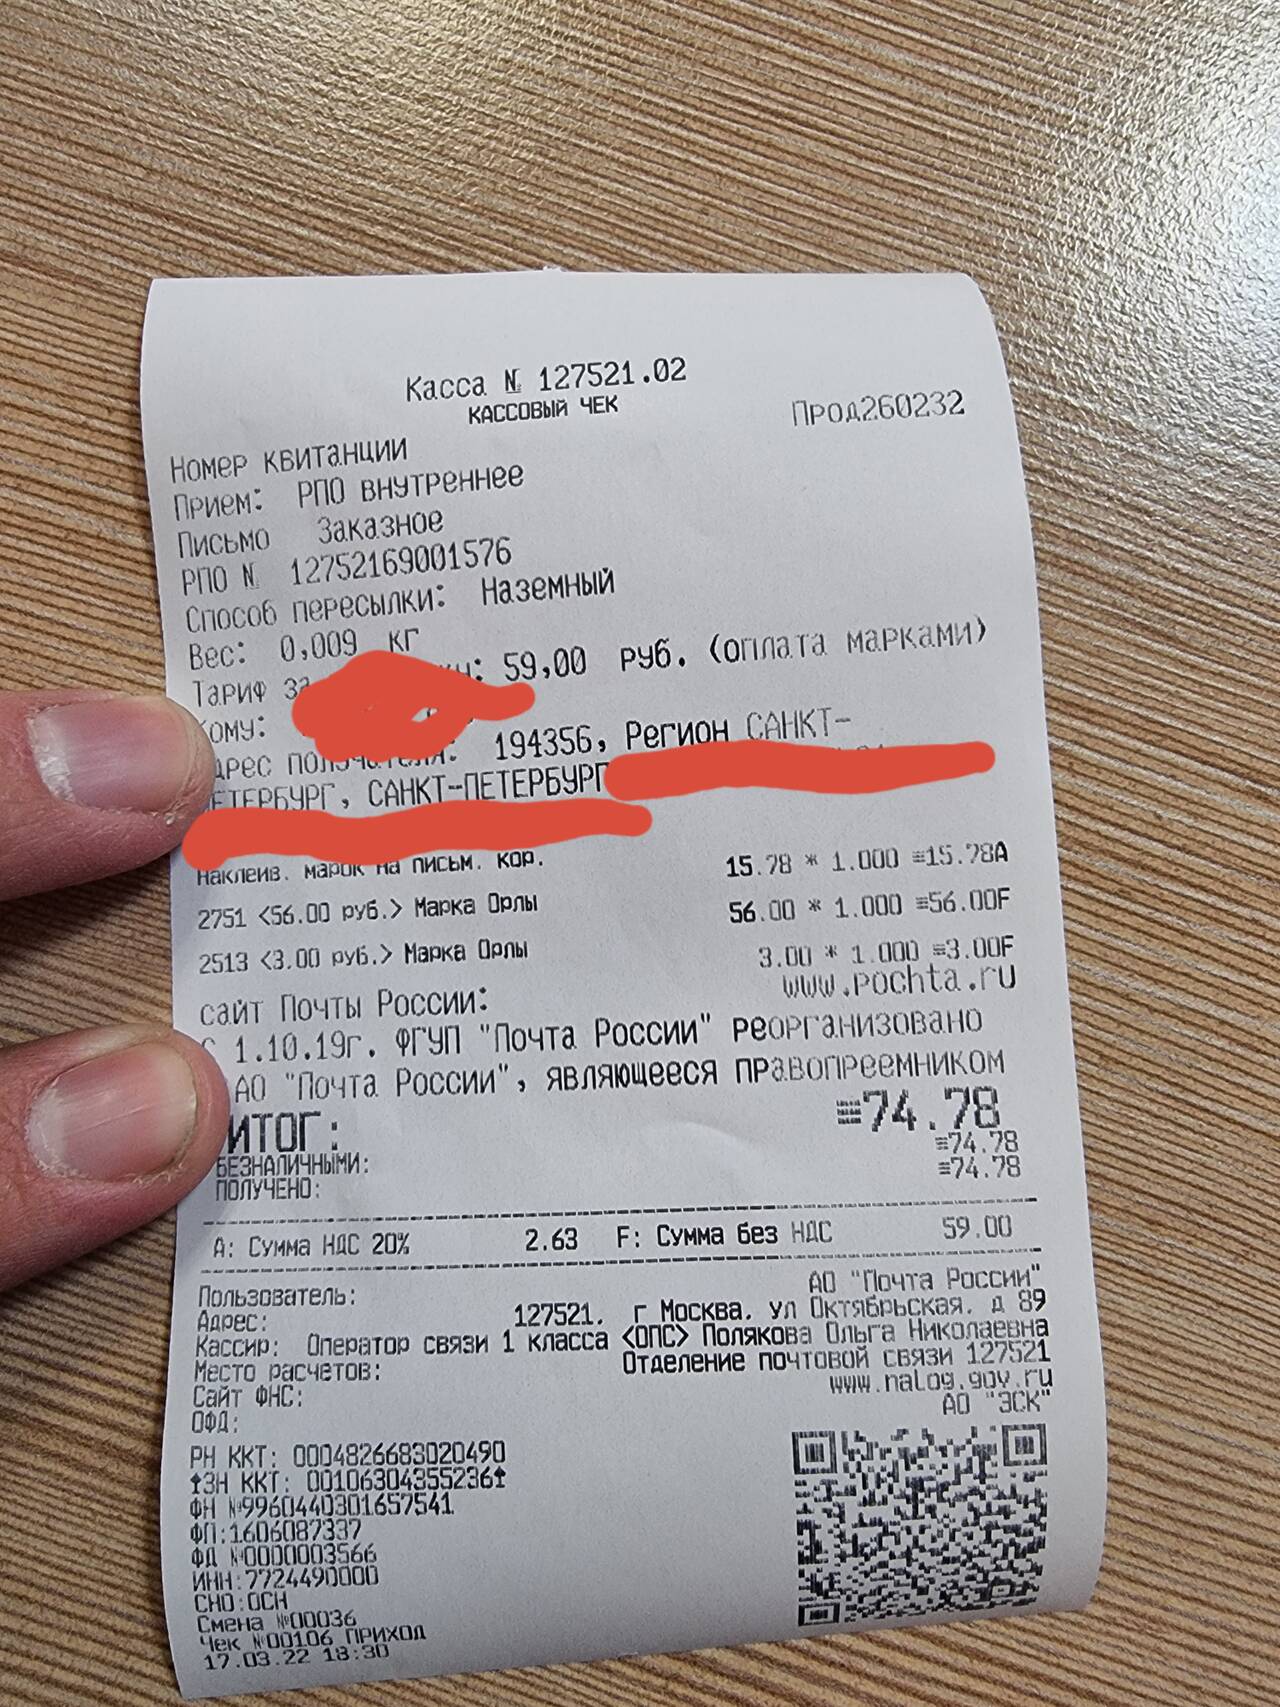 Касса № 127521.02
КАССОВЫЙ ЧЕК
Прод260232
Номер квитанции
Прием: РПО внутреннее
Письмо Заказное
РПО № 12752169001576
Способ пересылки: Наземный
Вес: 0,009 кг
Тариф 59,00 руб. (оплата марками)
ому:
дрес получателя: 194356, Регион САНКТ-
ЕТЕРБУРГ, САНКТ-ПЕТЕРБУРГ
Наклеив. марок на письм. кор. 15.78 * 1.000 ≡15.78А
2751 <56.00 руб.> Марка Орлы 56.00 * 1.000 ≡56.00F
2513 <3.00 руб.> Марка Орлы 3.00 * 1.000 ≡3.00F
сайт Почты России: www.pochta.ru
С 1.10.19г. ФГУП "Почта России" реорганизовано
АО "Почта России", являющееся правопреемником
ИТОГ: ≡74.78
БЕЗНАЛИЧНЫМИ: ≡74.78
ПОЛУЧЕНО: ≡74.78
А: Сумма НДС 20% 2.63 F: Сумма без НДС 59.00
Пользователь: АО "Почта России"
Адрес: 127521, г Москва, ул Октябрьская, д 89
Кассир: Оператор связи 1 класса <ОПС> Полякова Ольга Николаевна
Место расчетов: Отделение почтовой связи 127521
Сайт ФНС: www.nalog.gov.ru
ОФД: АО "ЭСК"
РН ККТ: 0004826683020490
ЗН ККТ: 00106304355236
ФН №9960440301657541
ФП:1606087337
ФД №0000003566
ИНН:7724490000
СНО:ОСН
Смена №00036
Чек №00106 ПРИХОД
17.03.22 18:30